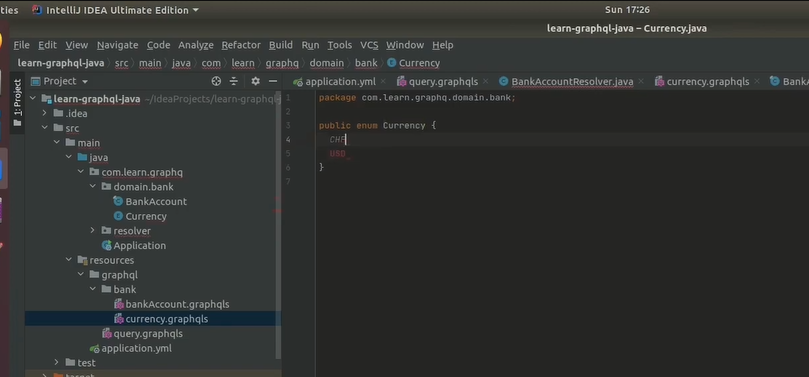 ties IntelliJ IDEA Ultimate Edition Sun 17:26
learn-graphql-java – Currency.java
File Edit View Navigate Code Analyze Refactor Build Run Tools VCS Window Help
learn-graphql-java src main java com learn graphq domain bank Currency
1: Project
Project
application.yml query.graphqls BankAccountResolver.java currency.graphqls BankA
learn-graphql-java ~/IdeaProjects/learn-graphql-j
.idea
src
main
java
com.learn.graphq
domain.bank
BankAccount
Currency
resolver
Application
resources
graphql
bank
bankAccount.graphqls
currency.graphqls
query.graphqls
application.yml
test
target
1 package com.learn.graphq.domain.bank;
2
3 public enum Currency {
4 CHF
5 USD
6 }
7